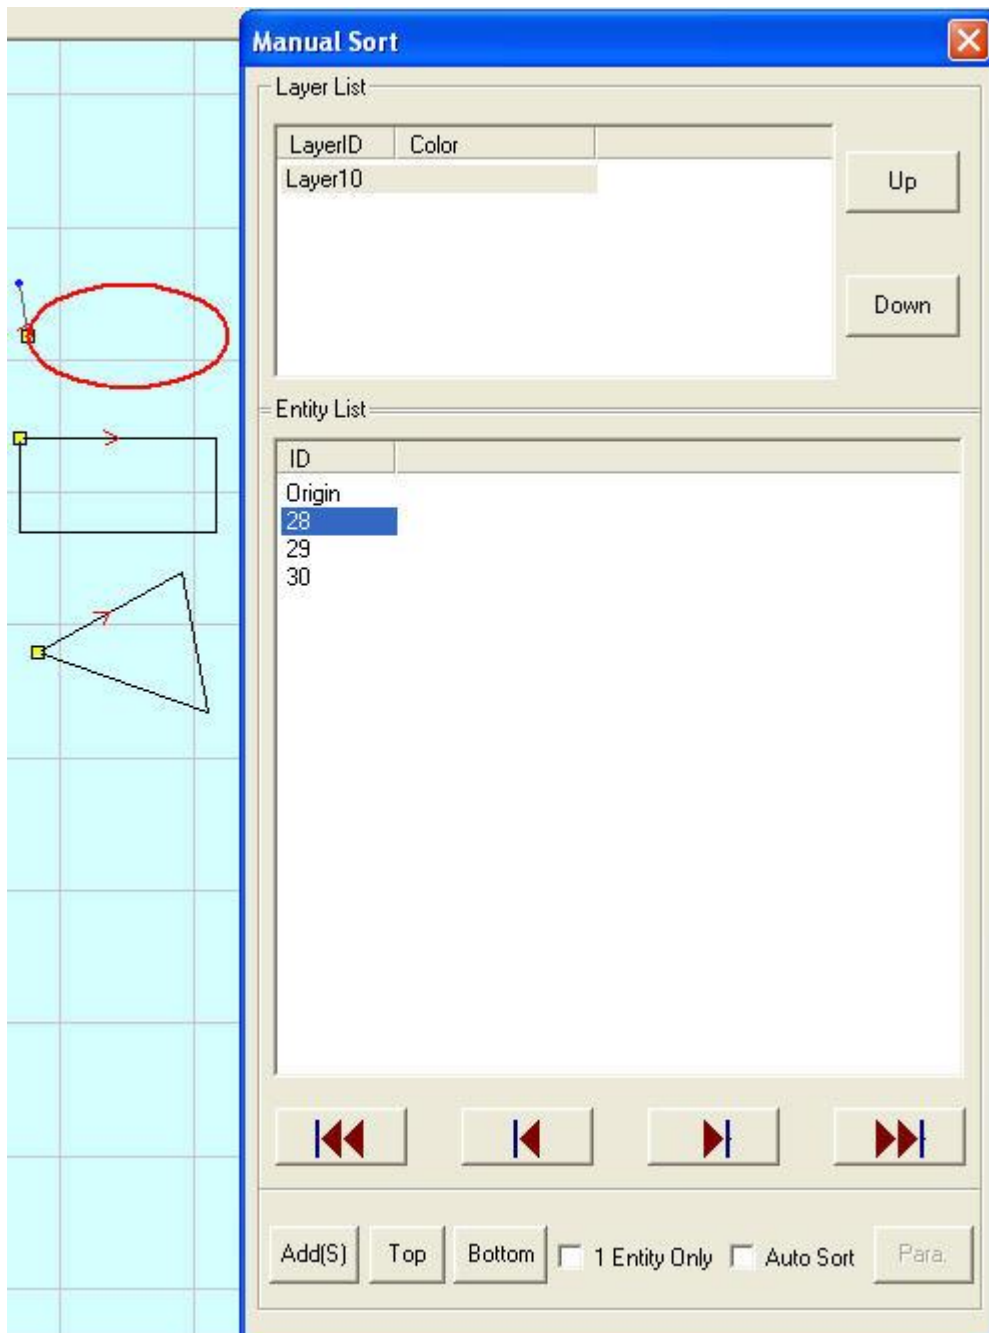 Manual Sort
Layer List
LayerID Color
Layer10
Up
Down
Entity List
ID
Origin
28
29
30
Add(S) Top Bottom 1 Entity Only Auto Sort Para.